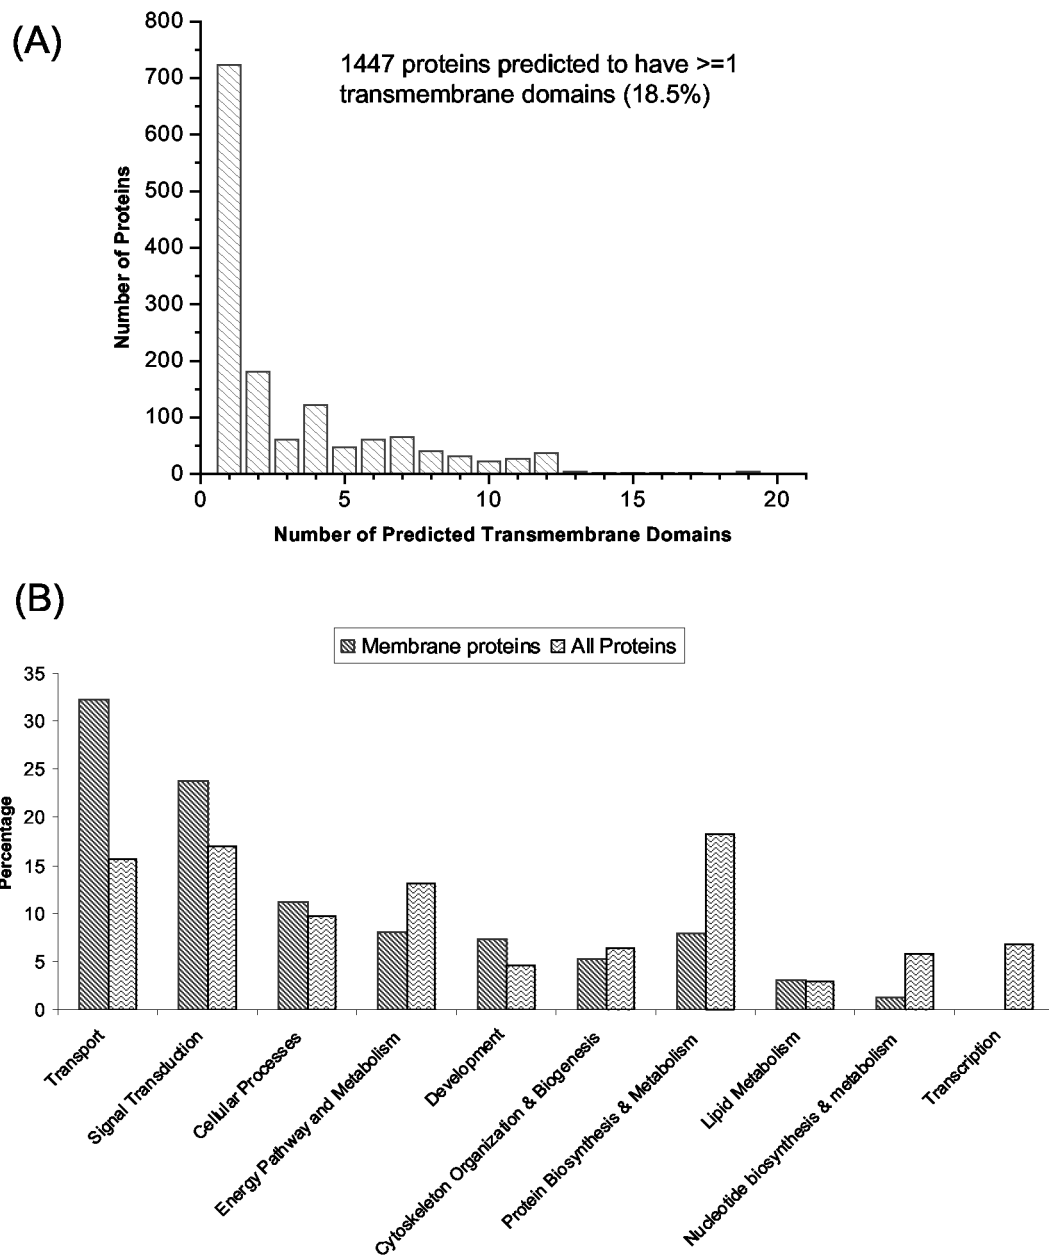 (A)
1447 proteins predicted to have >=1
transmembrane domains (18.5%)
Number of Proteins
800
700
600
500
400
300
200
100
0
0 5 10 15 20
Number of Predicted Transmembrane Domains
(B)
Membrane proteins All Proteins
Percentage
35
30
25
20
15
10
5
0
Transport
Signal Transduction
Cellular Processes
Energy Pathway and Metabolism
Development
Cytoskeleton Organization & Biogenesis
Protein Biosynthesis & Metabolism
Lipid Metabolism
Nucleotide biosynthesis & metabolism
Transcription